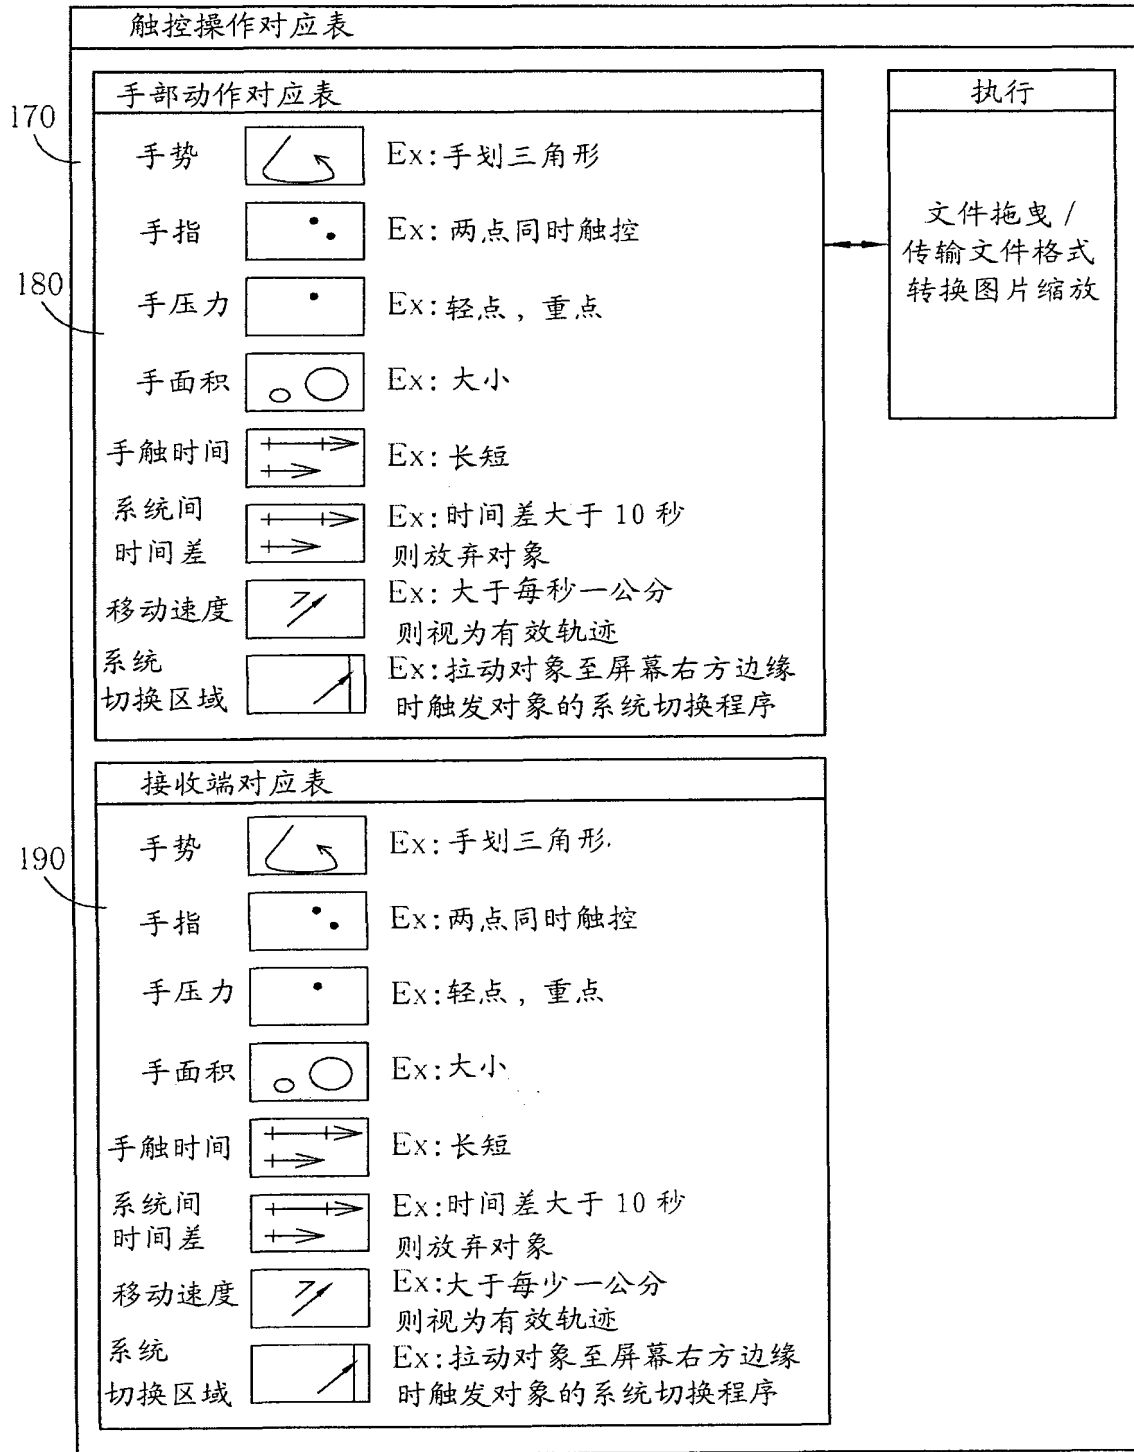 触控操作对应表
170
手部动作对应表
手势 Ex:手划三角形
手指 Ex:两点同时触控
180
手压力 Ex:轻点，重点
手面积 Ex:大小
手触时间 Ex:长短
系统间
时间差
Ex:时间差大于10秒
则放弃对象
移动速度
Ex:大于每秒一公分
则视为有效轨迹
系统
切换区域
Ex:拉动对象至屏幕右方边缘
时触发对象的系统切换程序
执行
文件拖曳/
传输文件格式
转换图片缩放
接收端对应表
190
手势 Ex:手划三角形.
手指 Ex:两点同时触控
手压力 Ex:轻点，重点
手面积 Ex:大小
手触时间 Ex:长短
系统间
时间差
Ex:时间差大于10秒
则放弃对象
移动速度
Ex:大于每少一公分
则视为有效轨迹
系统
切换区域
Ex:拉动对象至屏幕右方边缘
时触发对象的系统切换程序